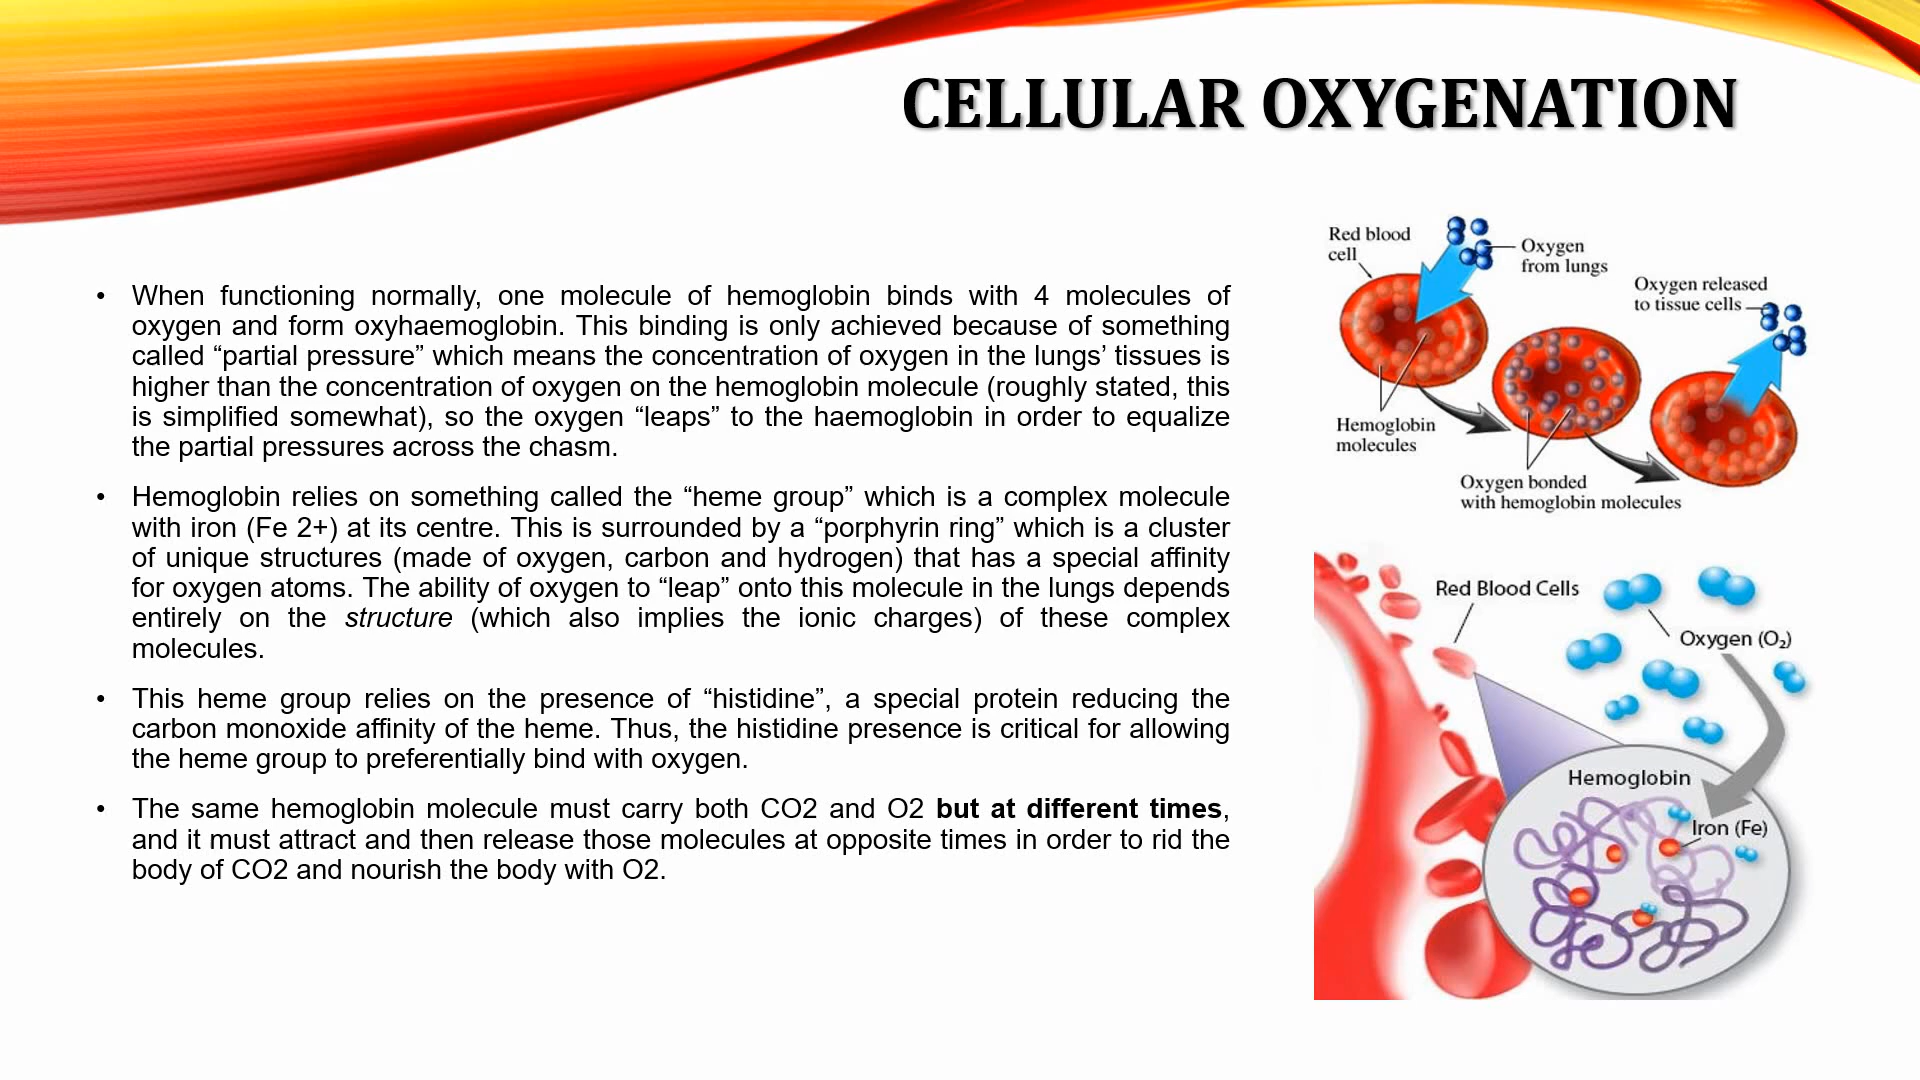 CELLULAR OXYGENATION
• When functioning normally, one molecule of hemoglobin binds with 4 molecules of
oxygen and form oxyhaemoglobin. This binding is only achieved because of something
called “partial pressure” which means the concentration of oxygen in the lungs’ tissues is
higher than the concentration of oxygen on the hemoglobin molecule (roughly stated, this
is simplified somewhat), so the oxygen “leaps” to the haemoglobin in order to equalize
the partial pressures across the chasm.
• Hemoglobin relies on something called the “heme group” which is a complex molecule
with iron (Fe 2+) at its centre. This is surrounded by a “porphyrin ring” which is a cluster
of unique structures (made of oxygen, carbon and hydrogen) that has a special affinity
for oxygen atoms. The ability of oxygen to “leap” onto this molecule in the lungs depends
entirely on the structure (which also implies the ionic charges) of these complex
molecules.
• This heme group relies on the presence of “histidine”, a special protein reducing the
carbon monoxide affinity of the heme. Thus, the histidine presence is critical for allowing
the heme group to preferentially bind with oxygen.
• The same hemoglobin molecule must carry both CO2 and O2 but at different times,
and it must attract and then release those molecules at opposite times in order to rid the
body of CO2 and nourish the body with O2.
Red blood
cell
Oxygen
from lungs
Oxygen released
to tissue cells
Hemoglobin
molecules
Oxygen bonded
with hemoglobin molecules
Red Blood Cells
Oxygen (O₂)
Hemoglobin
Iron (Fe)